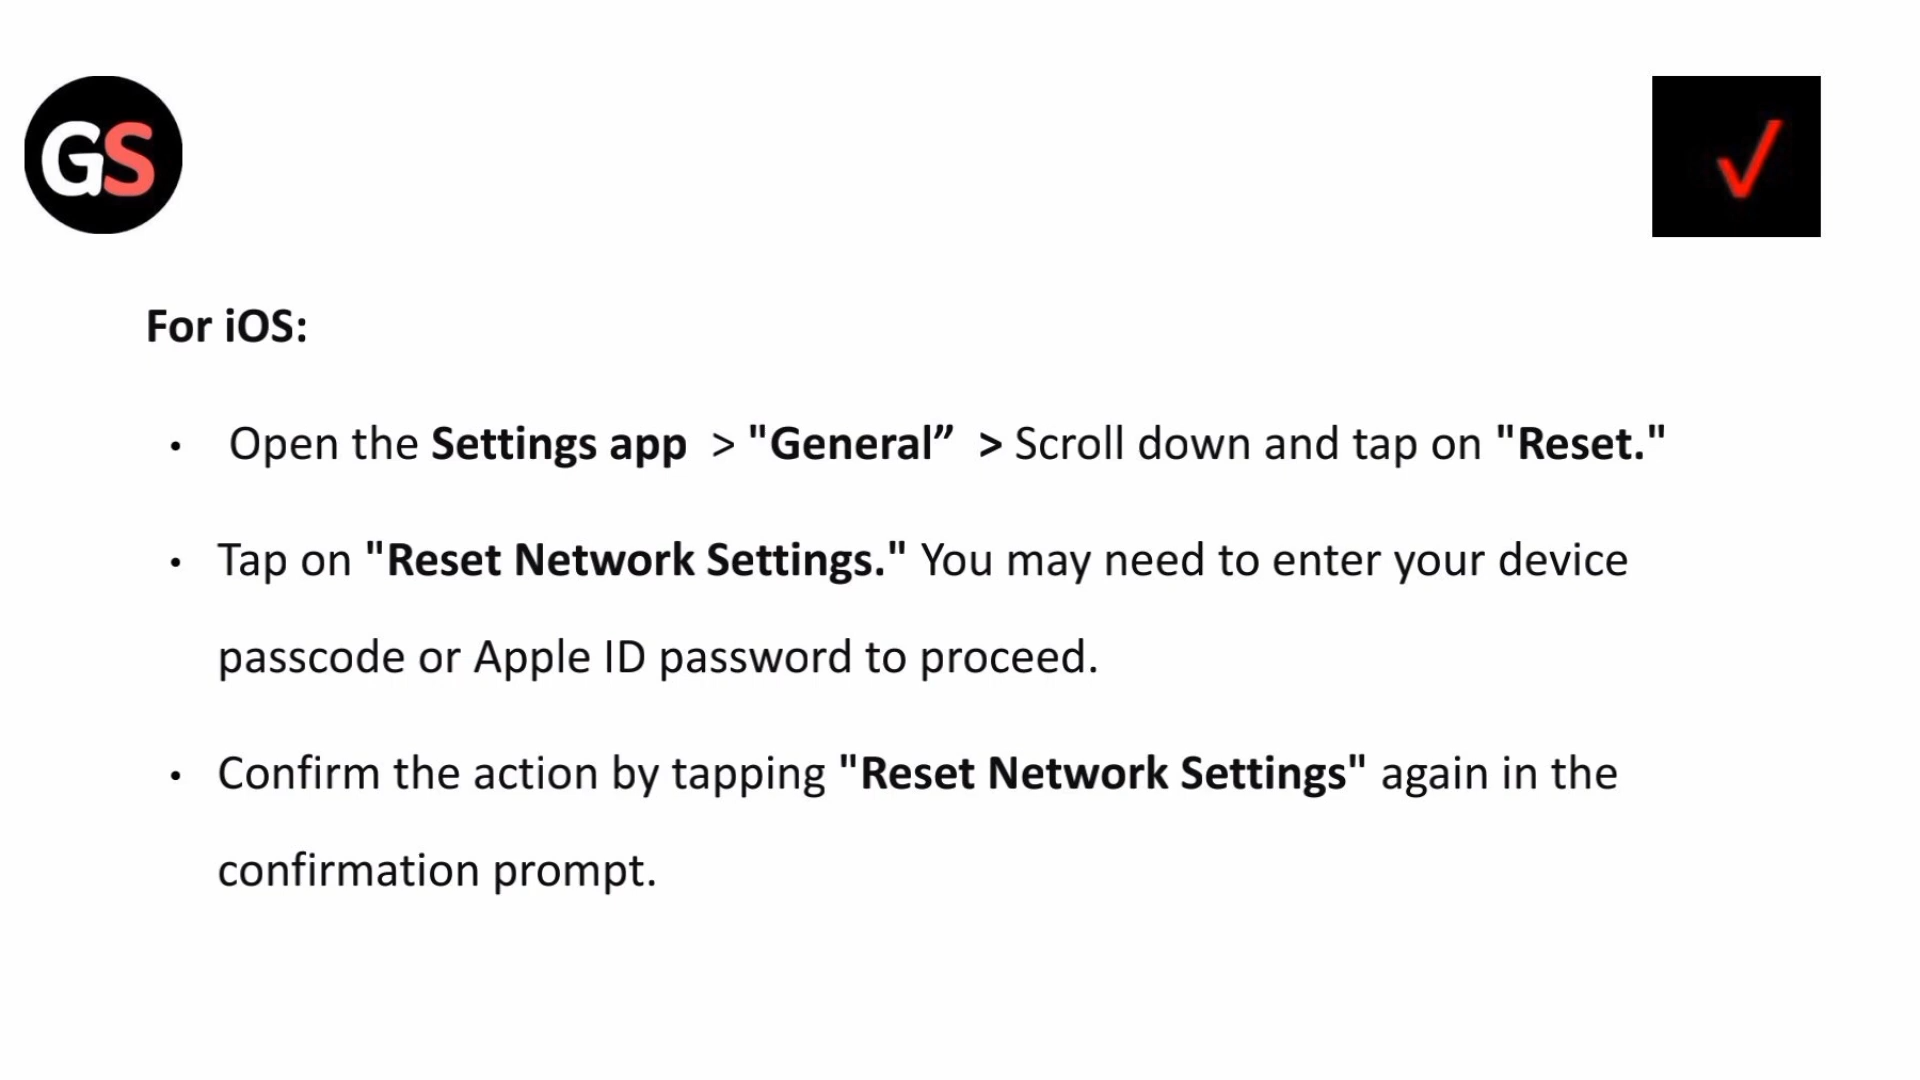 GS
For iOS:
• Open the Settings app > "General” > Scroll down and tap on "Reset."
• Tap on "Reset Network Settings." You may need to enter your device
passcode or Apple ID password to proceed.
• Confirm the action by tapping "Reset Network Settings" again in the
confirmation prompt.